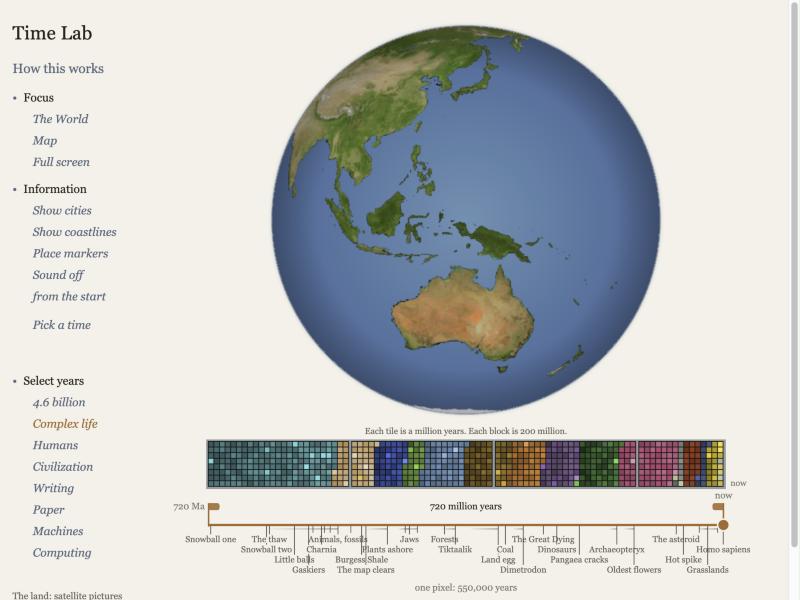 Time Lab
How this works
Focus
The World
Map
Full screen
Information
Show cities
Show coastlines
Place markers
Sound off
from the start
Pick a time
Select years
4.6 billion
Complex life
Humans
Civilization
Writing
Paper
Machines
Computing
The land: satellite pictures
Each tile is a million years. Each block is 200 million.
now
now
720 Ma
720 million years
Snowball one The thaw Animals, fossils Jaws Forests The Great Dying The asteroid
Snowball two Charnia Plants ashore Tiktaalik Coal Dinosaurs Archaeopteryx Homo sapiens
Little balls Burgess Shale Land egg Pangaea cracks Hot spike
Gaskiers The map clears Dimetrodon Oldest flowers Grasslands
one pixel: 550,000 years